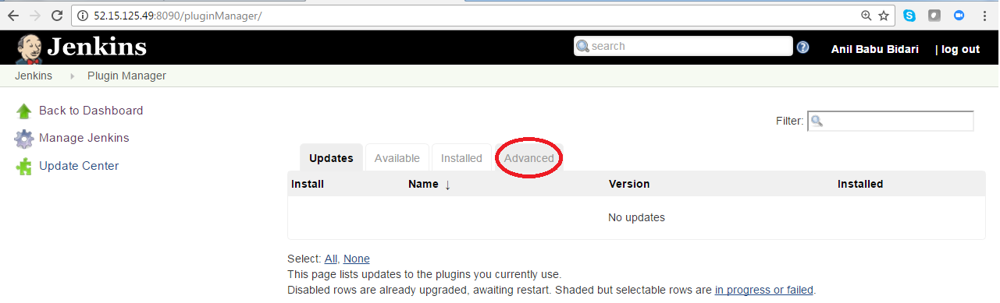 52.15.125.49:8090/pluginManager/
Jenkins search Anil Babu Bidari | log out
Jenkins Plugin Manager
Back to Dashboard
Filter:
Manage Jenkins
Updates Available Installed Advanced
Update Center
Install Name ↓ Version Installed
No updates
Select: All, None
This page lists updates to the plugins you currently use.
Disabled rows are already upgraded, awaiting restart. Shaded but selectable rows are in progress or failed.